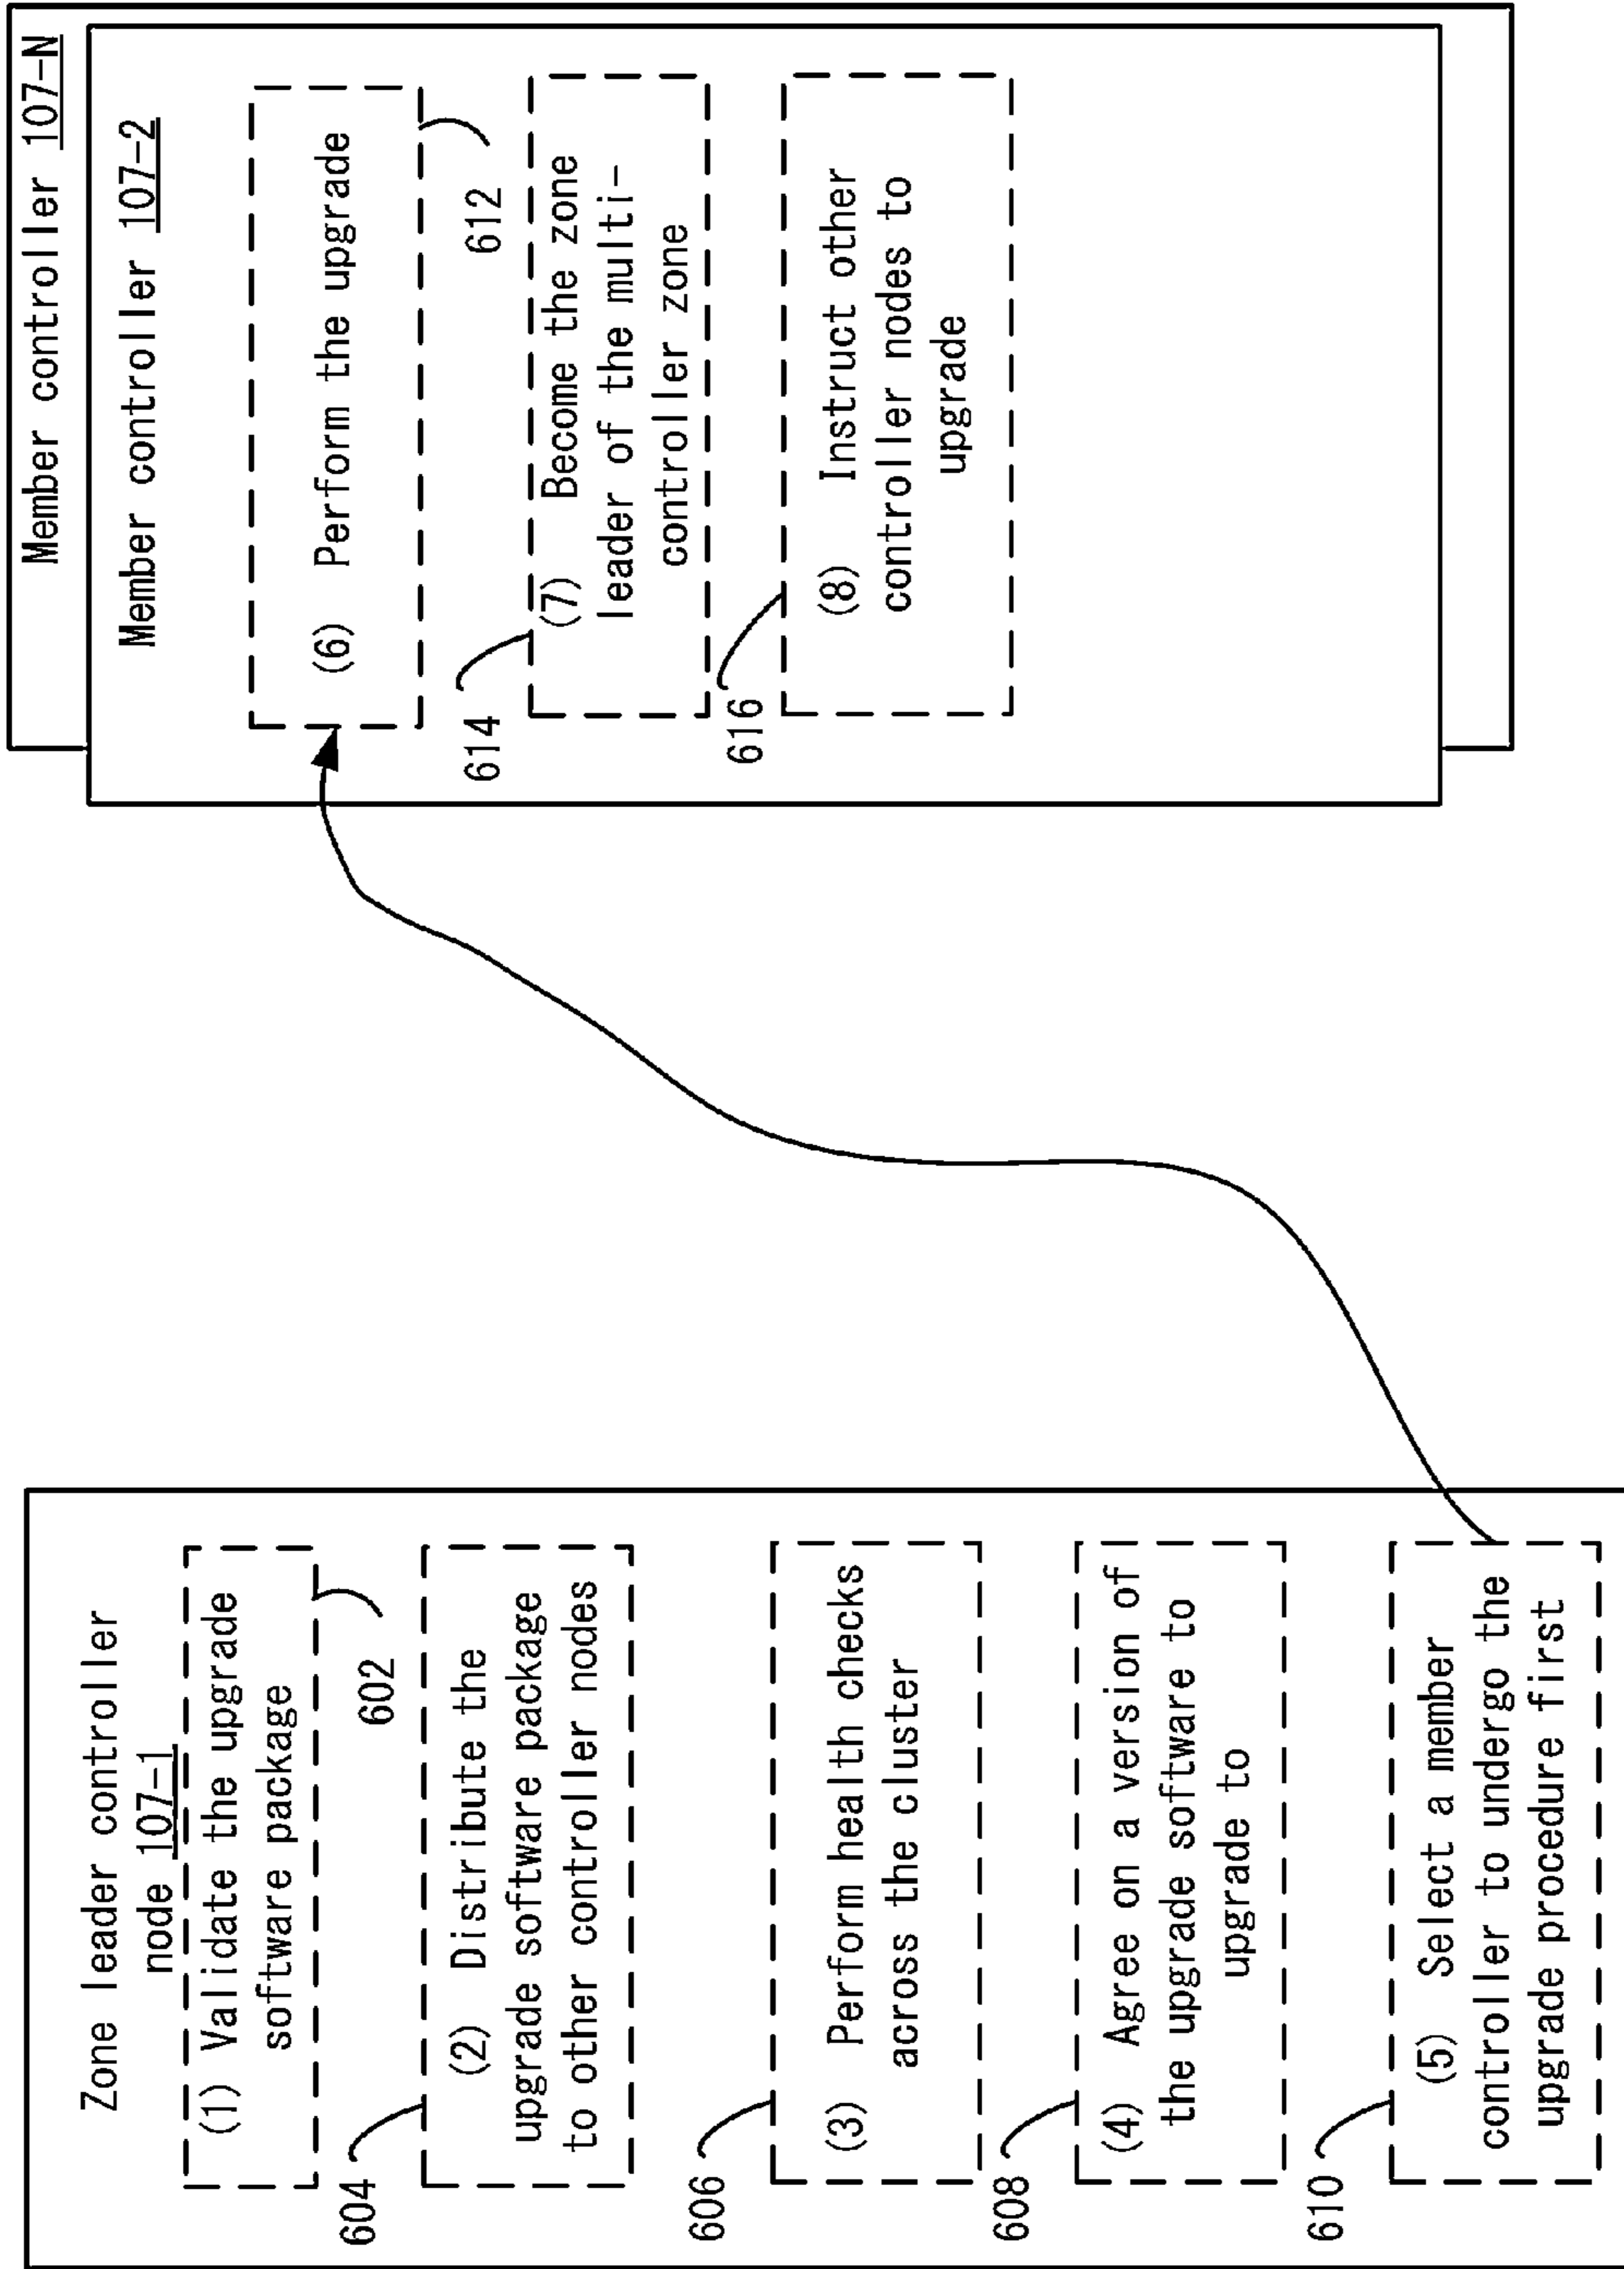 Zone leader controller
node 107-1
(1) Validate the upgrade
software package
602
604
(2) Distribute the
upgrade software package
to other controller nodes
606
(3) Perform health checks
across the cluster
608
(4) Agree on a version of
the upgrade software to
upgrade to
610
(5) Select a member
controller to undergo the
upgrade procedure first
Member controller 107-N
Member controller 107-2
(6) Perform the upgrade
612
614
(7) Become the zone
leader of the multi-
controller zone
616
(8) Instruct other
controller nodes to
upgrade